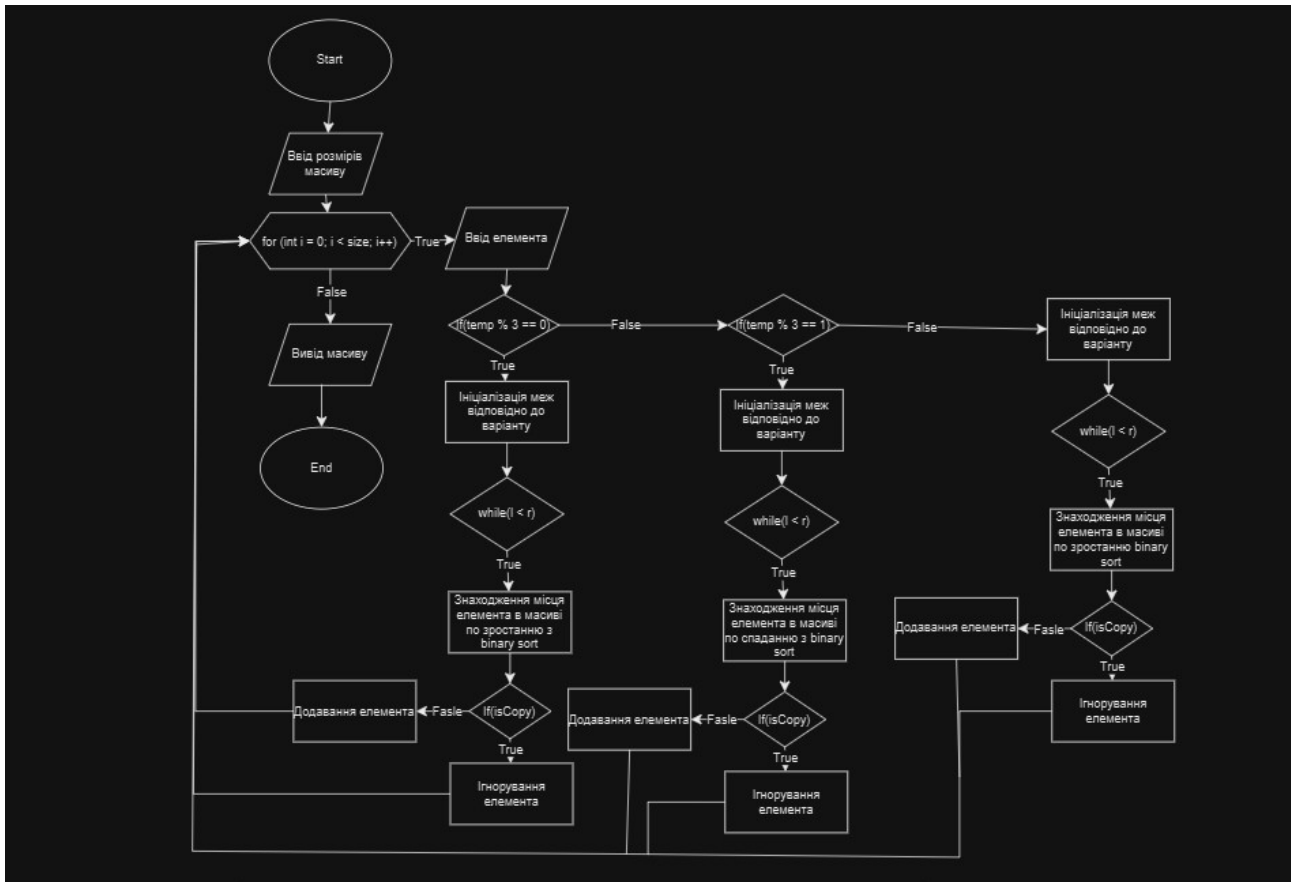 Start
Ввід розмірів
масиву
for (int i = 0; i < size; i++)
True
Ввід елемента
False
Вивід масиву
End
If(temp % 3 == 0)
False
If(temp % 3 == 1)
False
Ініціалізація меж
відповідно до
варіанту
True
Ініціалізація меж
відповідно до
варіанту
while(l < r)
True
Знаходження місця
елемента в масиві
по зростанню з
binary sort
If(isCopy)
Fasle
Додавання елемента
True
Ігнорування
елемента
True
Ініціалізація меж
відповідно до
варіанту
while(l < r)
True
Знаходження місця
елемента в масиві
по спаданню з binary
sort
If(isCopy)
Fasle
Додавання елемента
True
Ігнорування
елемента
while(l < r)
True
Знаходження місця
елемента в масиві
по зростанню binary
sort
If(isCopy)
Fasle
Додавання елемента
True
Ігнорування
елемента